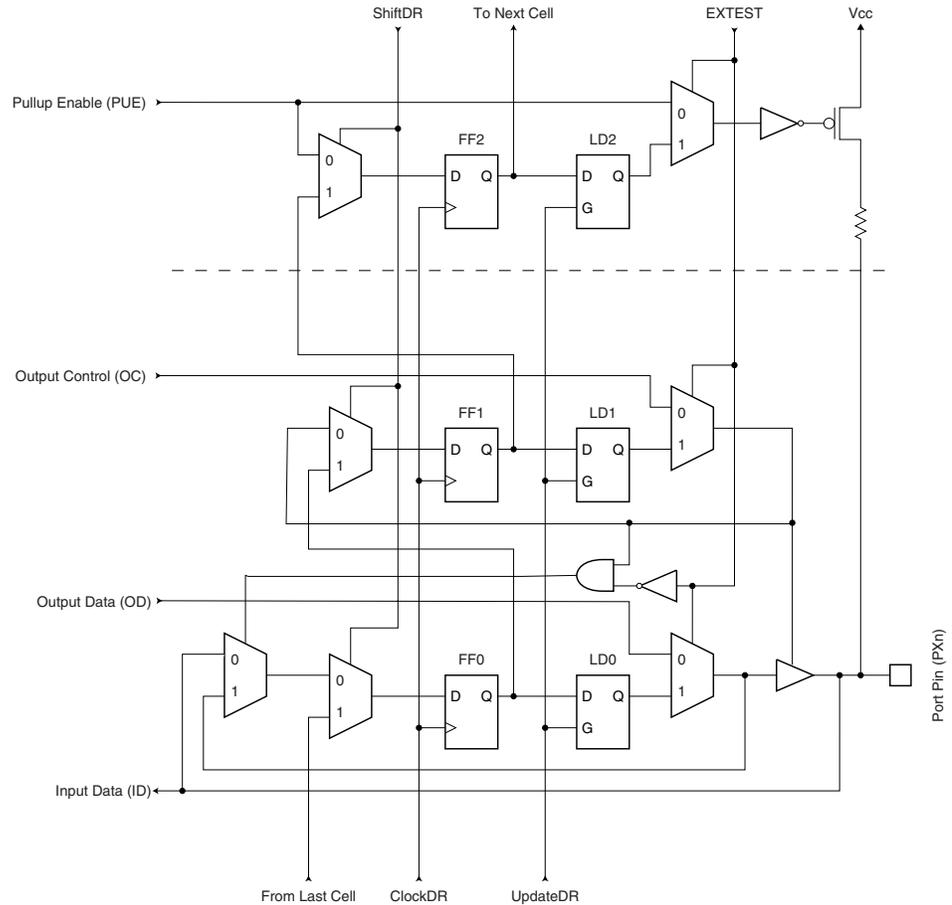 ShiftDR To Next Cell EXTEST Vcc
Pullup Enable (PUE)
0
FF2 LD2
0 1
D Q D Q
1
G
Output Control (OC)
0
FF1 LD1
0 1
D Q D Q
1
G
Output Data (OD)
0 FF0 LD0 0
0
1 D Q D Q 1
1
G
Port Pin (PXn)
Input Data (ID)
From Last Cell ClockDR UpdateDR